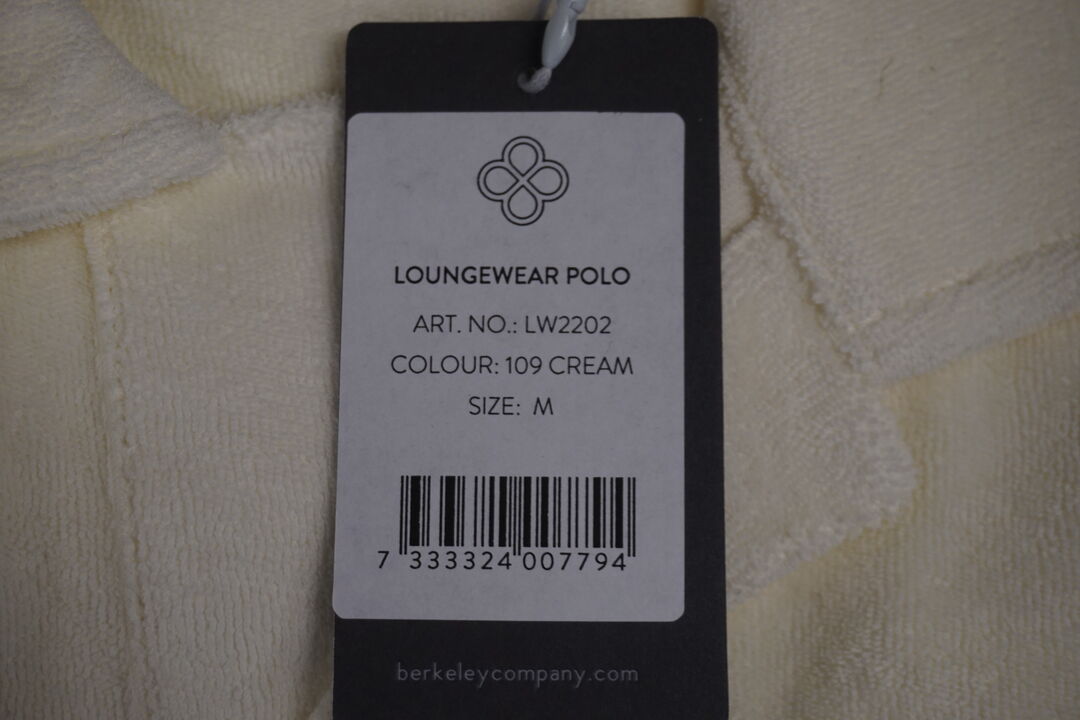 LOUNGEWEAR POLO
ART. NO.: LW2202
COLOUR: 109 CREAM
SIZE: M
7 333324 007794
berkeleycompany.com